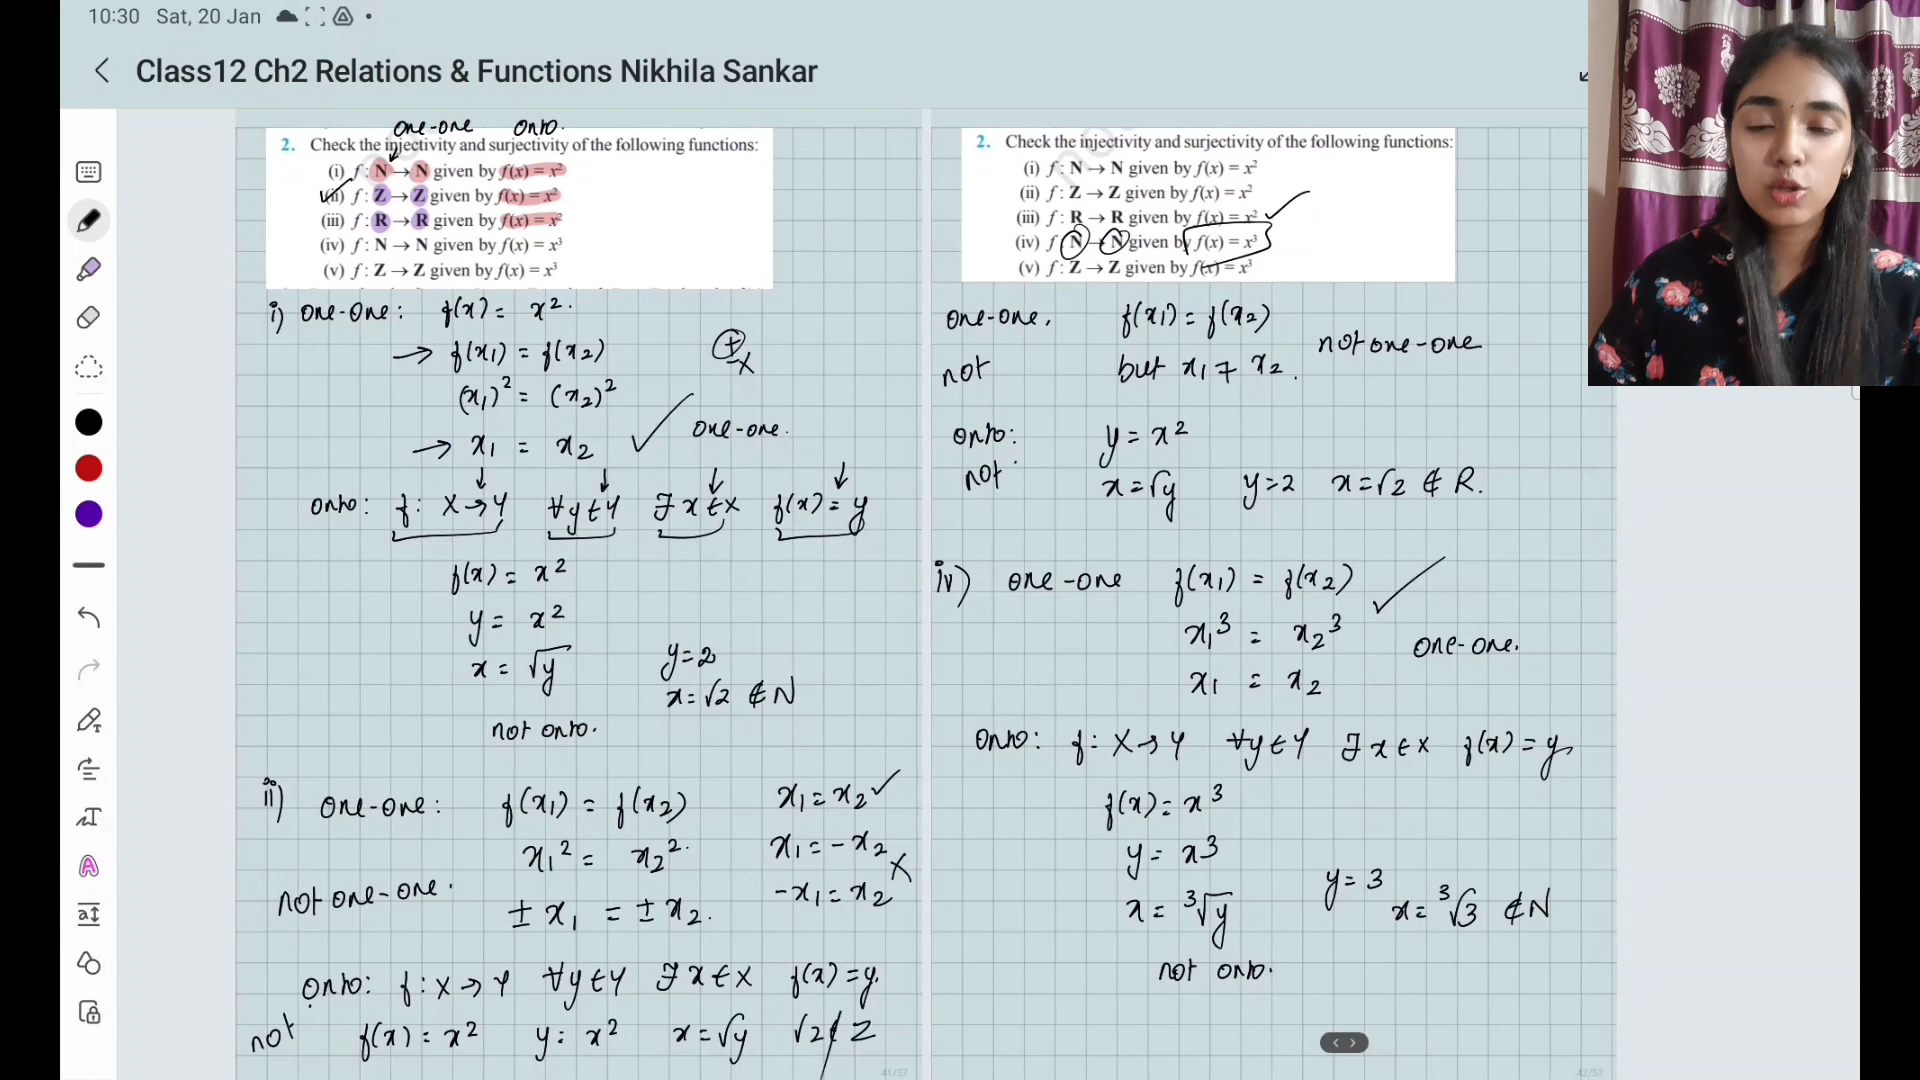 10:30 Sat, 20 Jan
Class12 Ch2 Relations & Functions Nikhila Sankar
one-one onto.
2. Check the injectivity and surjectivity of the following functions:
(i) f : N → N given by f(x) = x²
(ii) f : Z → Z given by f(x) = x²
(iii) f : R → R given by f(x) = x²
(iv) f : N → N given by f(x) = x³
(v) f : Z → Z given by f(x) = x³
i) one-one: f(x) = x².
→ f(x₁) = f(x₂)
±x
(x₁)² = (x₂)²
→ x₁ = x₂ ✓ one-one.
onto: f: X → Y ∀y∈Y ∃ x∈X f(x) = y
f(x) = x²
y = x²
x = √y
y=2
x=√2 ∉ N
not onto.
ii) one-one: f(x₁) = f(x₂)
x₁² = x₂².
not one-one.
±x₁ = ±x₂.
x₁ = x₂ ✓
x₁ = -x₂ X
-x₁ = x₂
onto: f: X → Y ∀y∈Y ∃ x∈X f(x) = y.
not f(x) = x² y = x² x = √y √2 ∉ Z
41/57
2. Check the injectivity and surjectivity of the following functions:
(i) f : N → N given by f(x) = x²
(ii) f : Z → Z given by f(x) = x²
(iii) f : R → R given by f(x) = x² ✓
(iv) f N → N given by f(x) = x³
(v) f : Z → Z given by f(x) = x³
one-one. f(x₁) = f(x₂)
not but x₁ ≠ x₂. not one-one
onto: y = x²
not x = √y y=2 x=√2 ∉ R.
iv) one-one f(x₁) = f(x₂) ✓
x₁³ = x₂³
one-one.
x₁ = x₂
onto: f: X → Y ∀y∈Y ∃ x∈X f(x) = y
f(x) = x³
y = x³
x = ³√y
y = 3
x = ³√3 ∉ N
not onto.
42/57